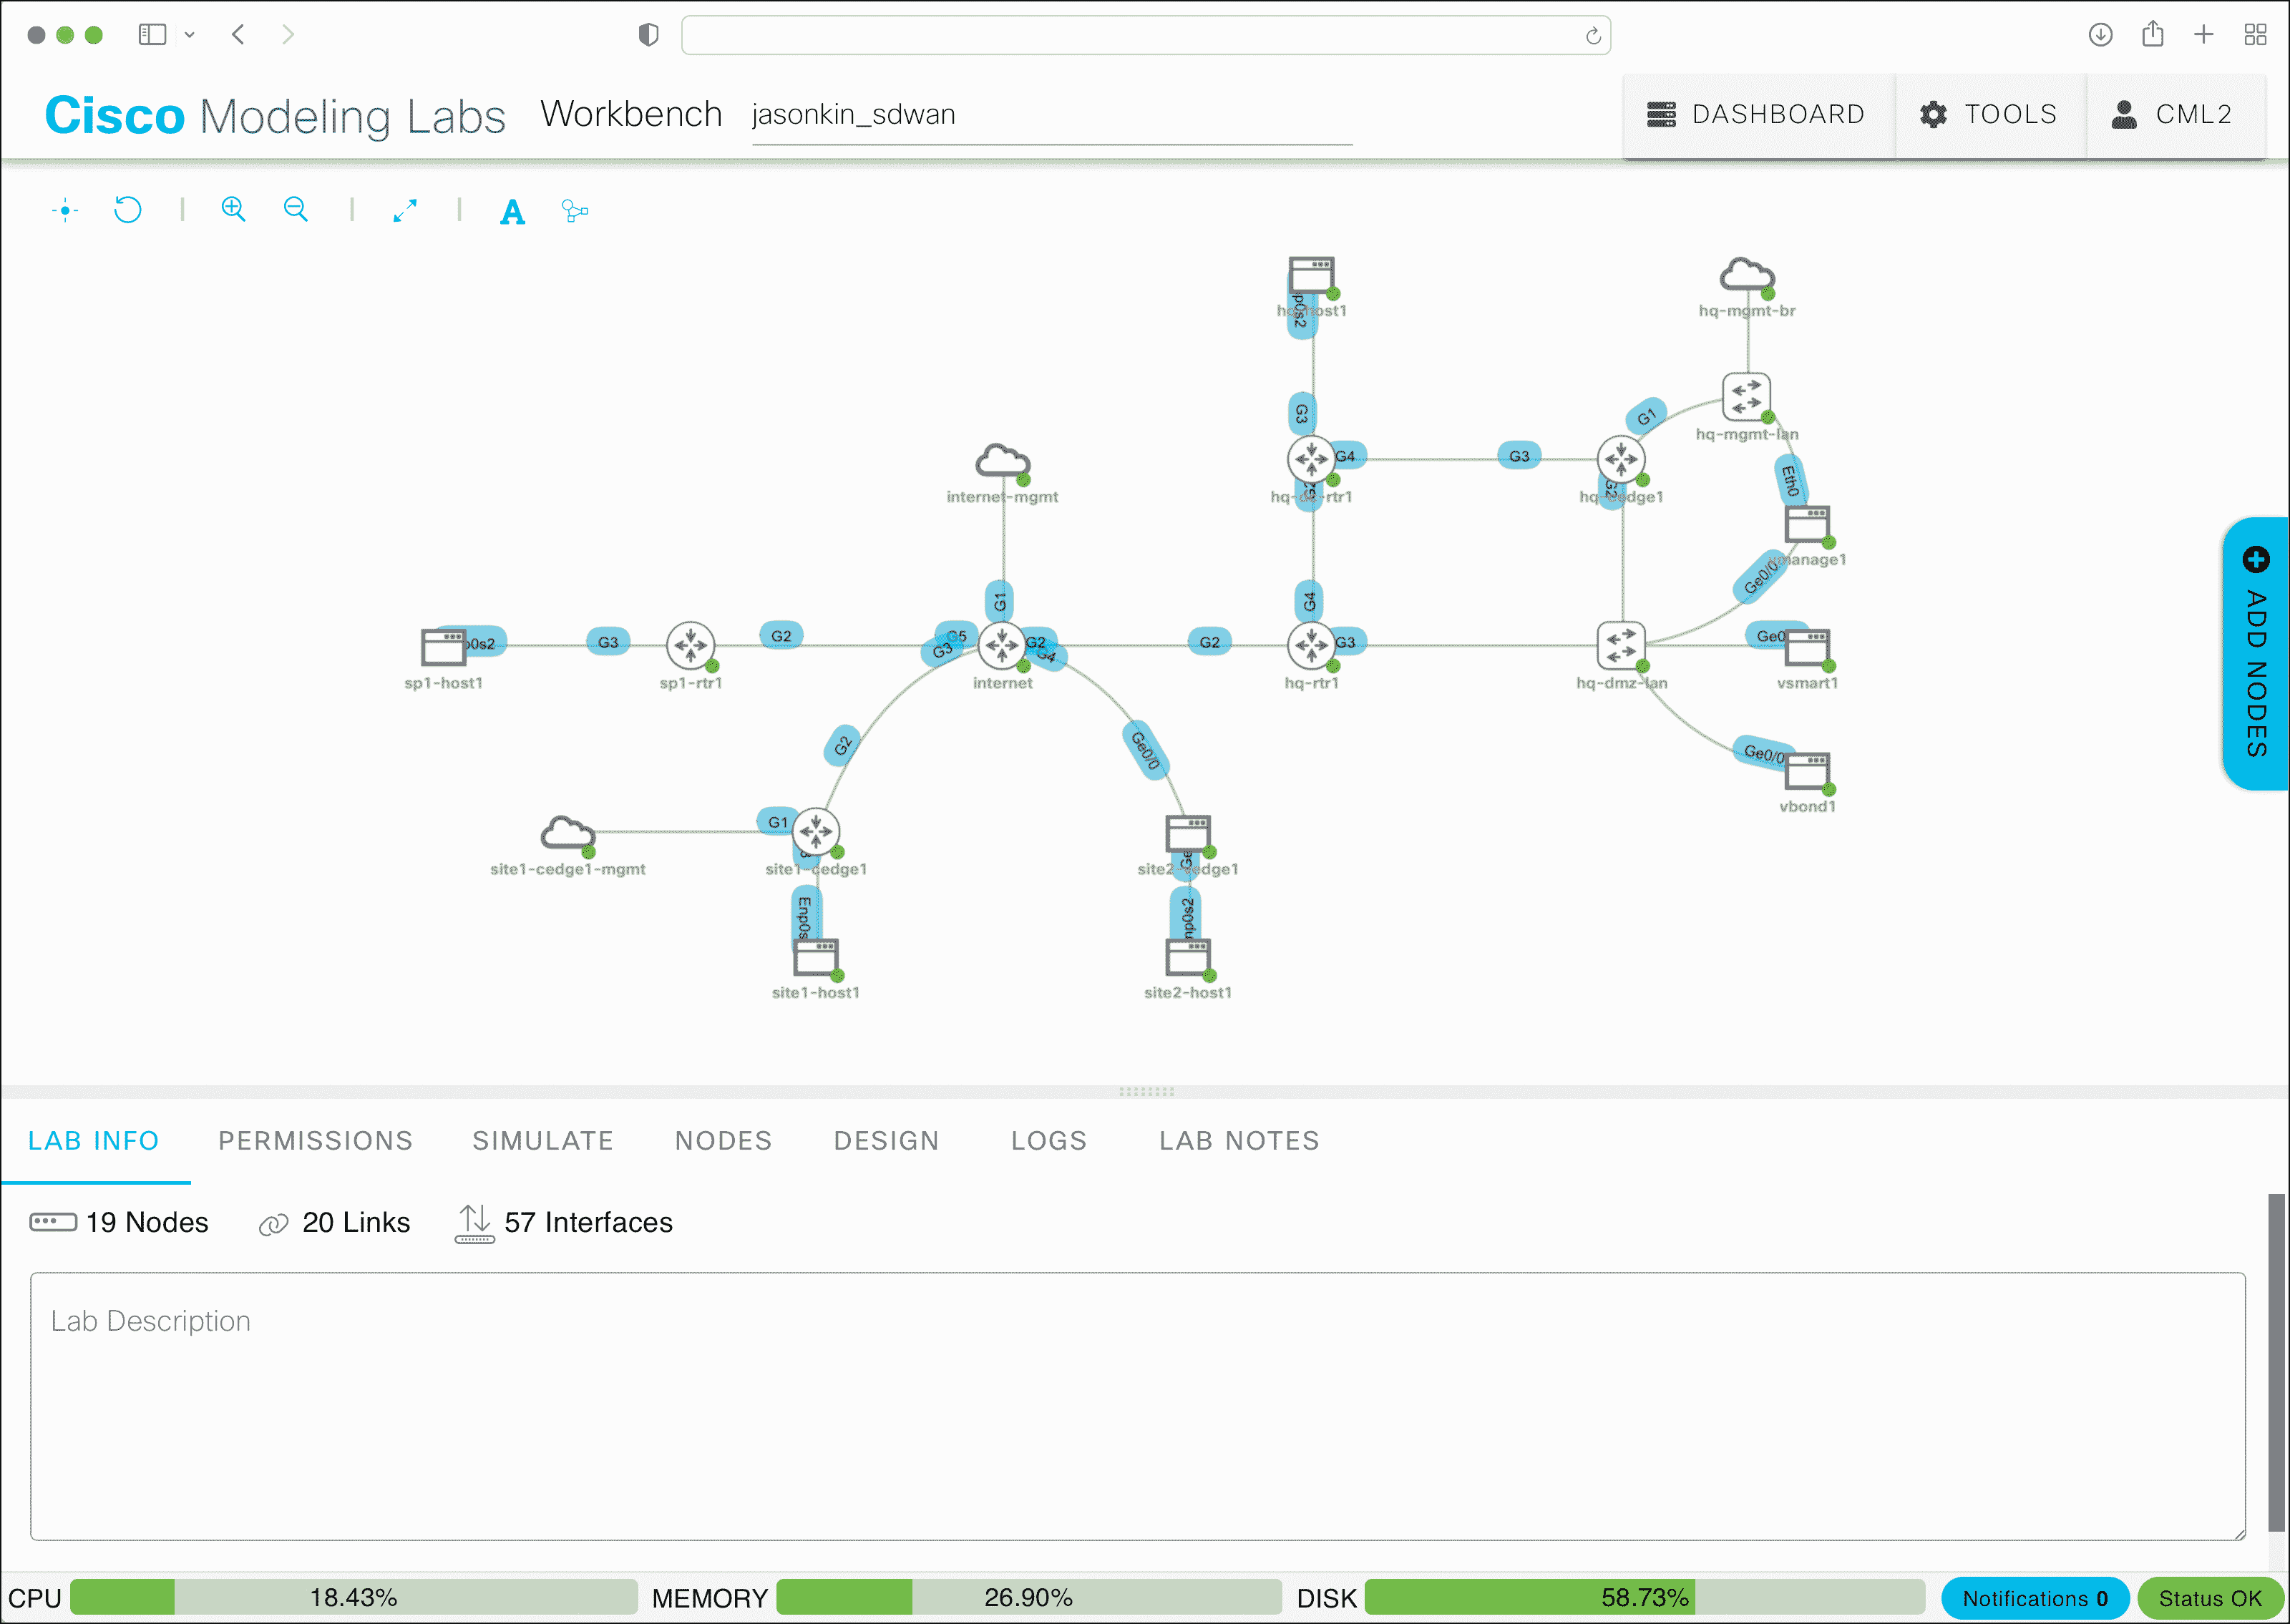 Cisco Modeling Labs Workbench jasonkin_sdwan DASHBOARD TOOLS CML2
hq-mgmt-br
G3
G1
hq-mgmt-lan
G4
G3
Eth0
internet-mgmt
hq-cedge1
vmanage1
Ge0/0
G1
G4
G3
G2
G5
G3
G2
G4
G2
G3
sp1-host1
sp1-rtr1
internet
hq-rtr1
hq-dmz-lan
vsmart1
G2
Ge0/0
Ge0/0
vbond1
G1
site1-cedge1-mgmt
site1-cedge1
site1-host1
site2-host1
ADD NODES
LAB INFO PERMISSIONS SIMULATE NODES DESIGN LOGS LAB NOTES
19 Nodes 20 Links 57 Interfaces
Lab Description
CPU 18.43% MEMORY 26.90% DISK 58.73% Notifications 0 Status OK